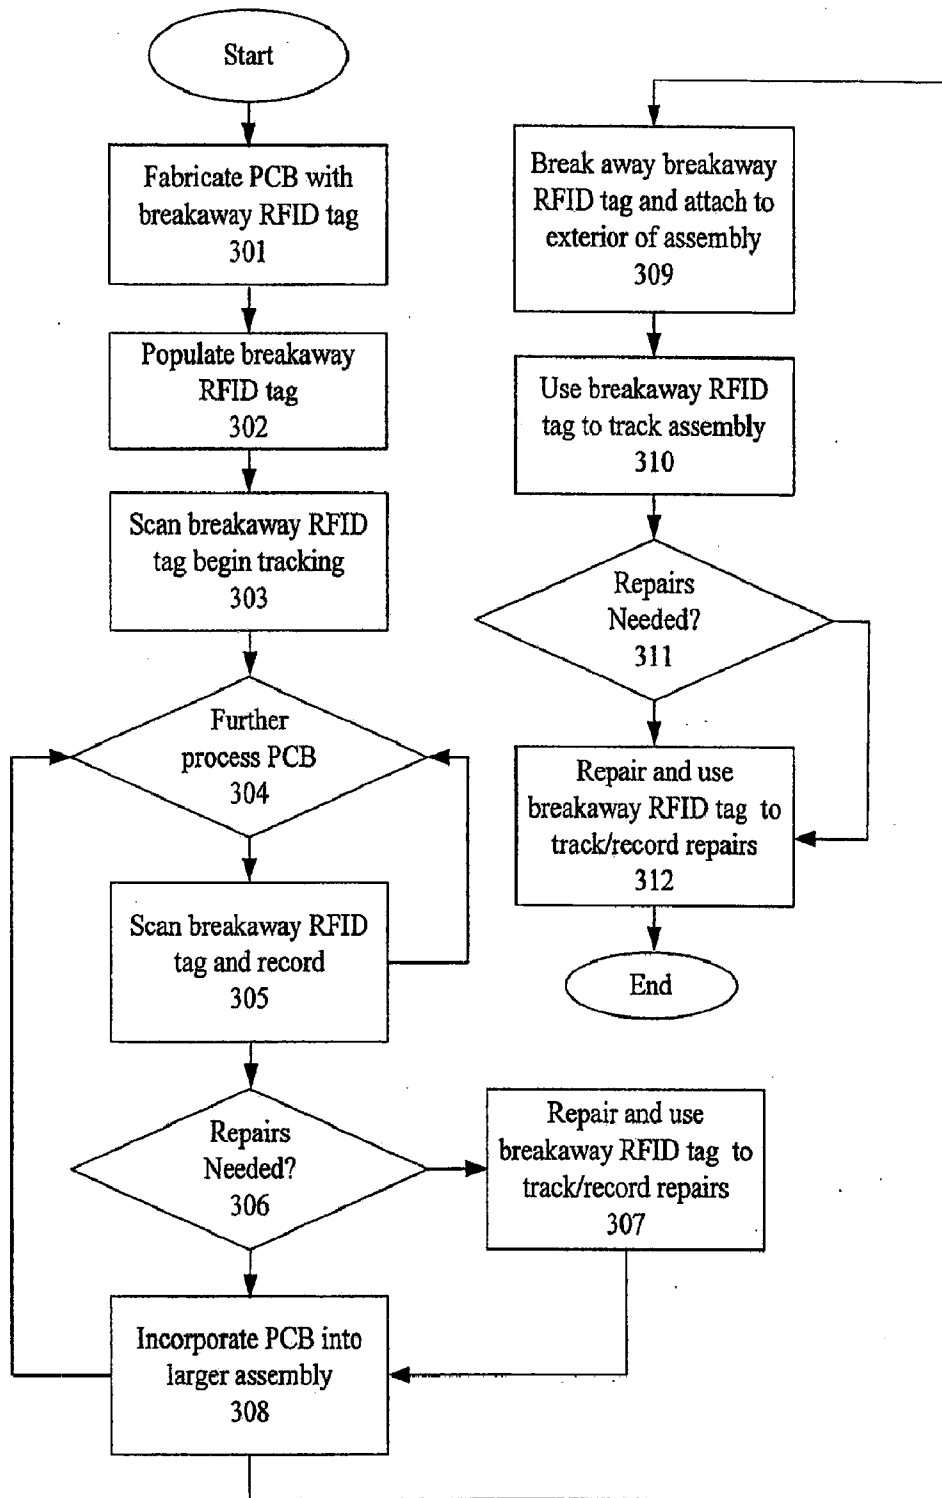 Start
Fabricate PCB with
breakaway RFID tag
301
Populate breakaway
RFID tag
302
Scan breakaway RFID
tag begin tracking
303
Further
process PCB
304
Scan breakaway RFID
tag and record
305
Repairs
Needed?
306
Repair and use
breakaway RFID tag to
track/record repairs
307
Incorporate PCB into
larger assembly
308
Break away breakaway
RFID tag and attach to
exterior of assembly
309
Use breakaway RFID
tag to track assembly
310
Repairs
Needed?
311
Repair and use
breakaway RFID tag to
track/record repairs
312
End